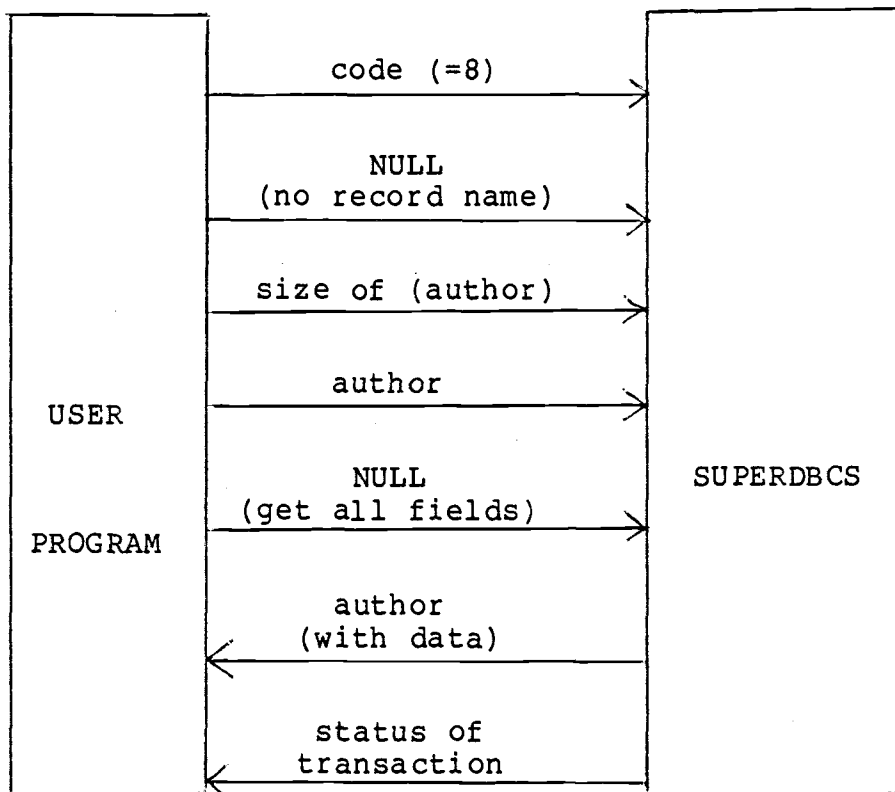 code (=8)
NULL
(no record name)
size of (author)
author
USER
NULL
(get all fields)
SUPERDBCS
PROGRAM
author
(with data)
status of
transaction